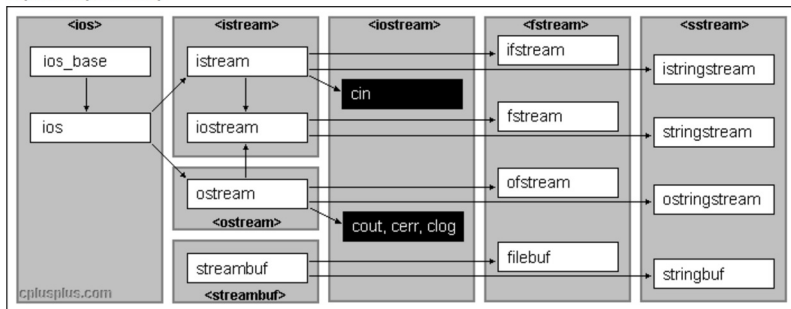 <ios>
ios_base
ios
<istream>
istream
iostream
ostream
<ostream>
streambuf
<streambuf>
<iostream>
cin
cout, cerr, clog
<fstream>
ifstream
fstream
ofstream
filebuf
<sstream>
istringstream
stringstream
ostringstream
stringbuf
cplusplus.com